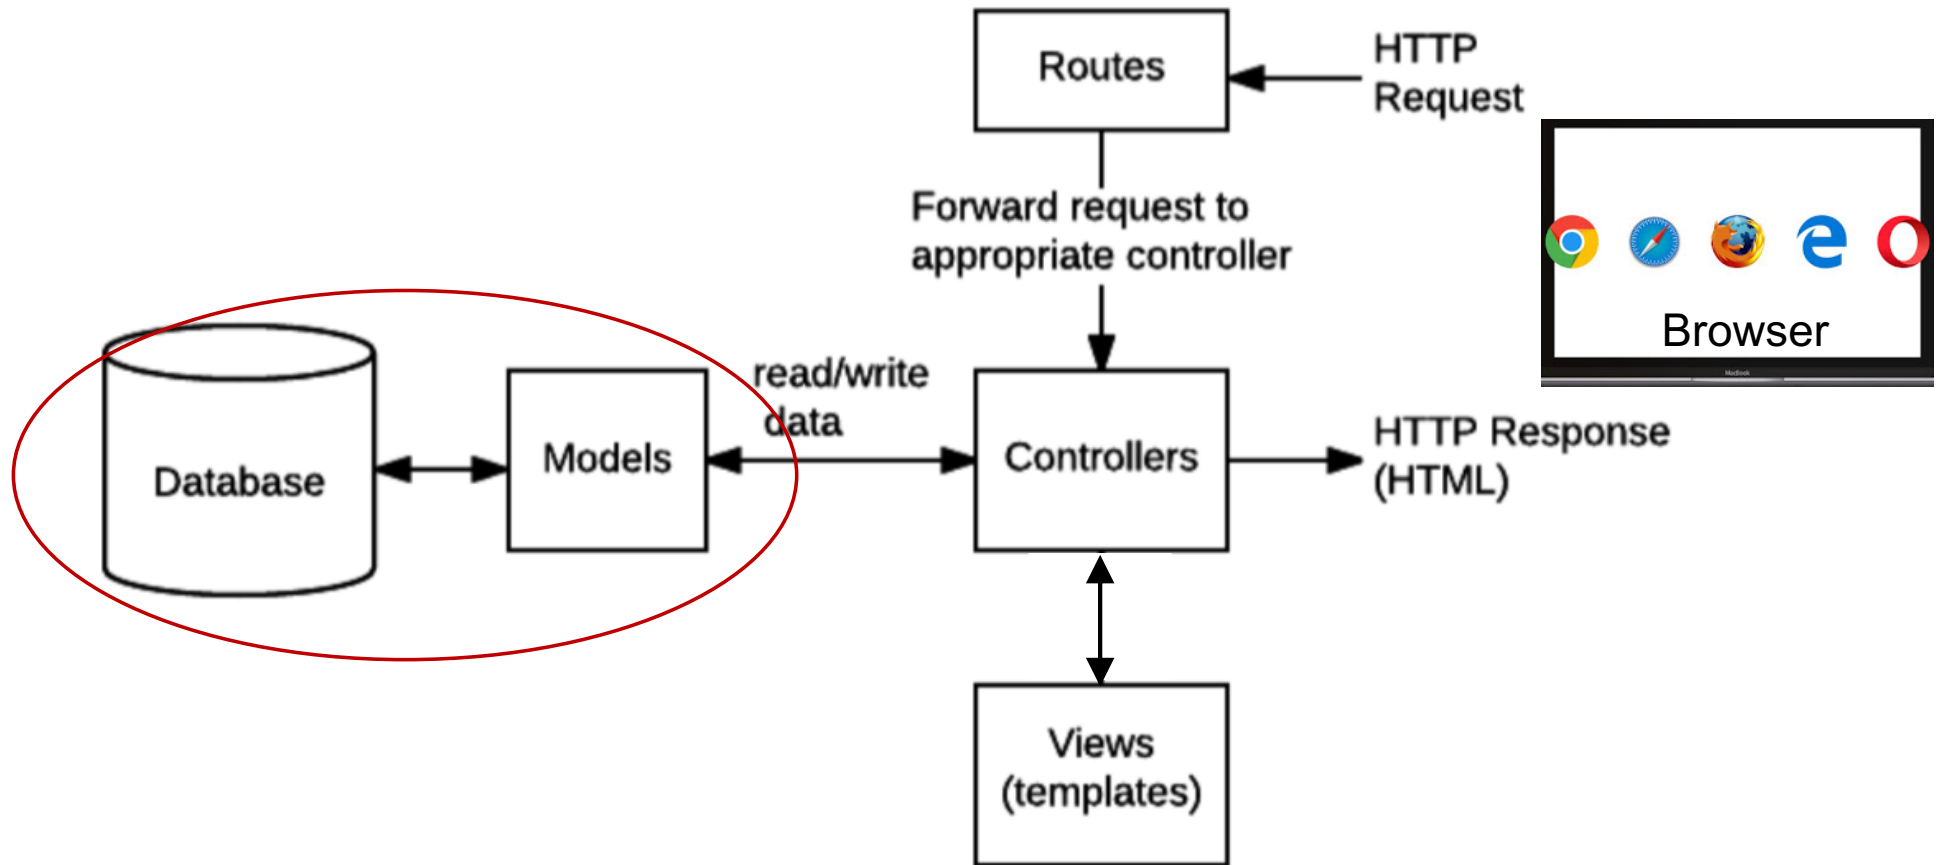 Routes
HTTP
Request
Forward request to
appropriate controller
Browser
MacBook
Database
Models
read/write
data
Controllers
HTTP Response
(HTML)
Views
(templates)